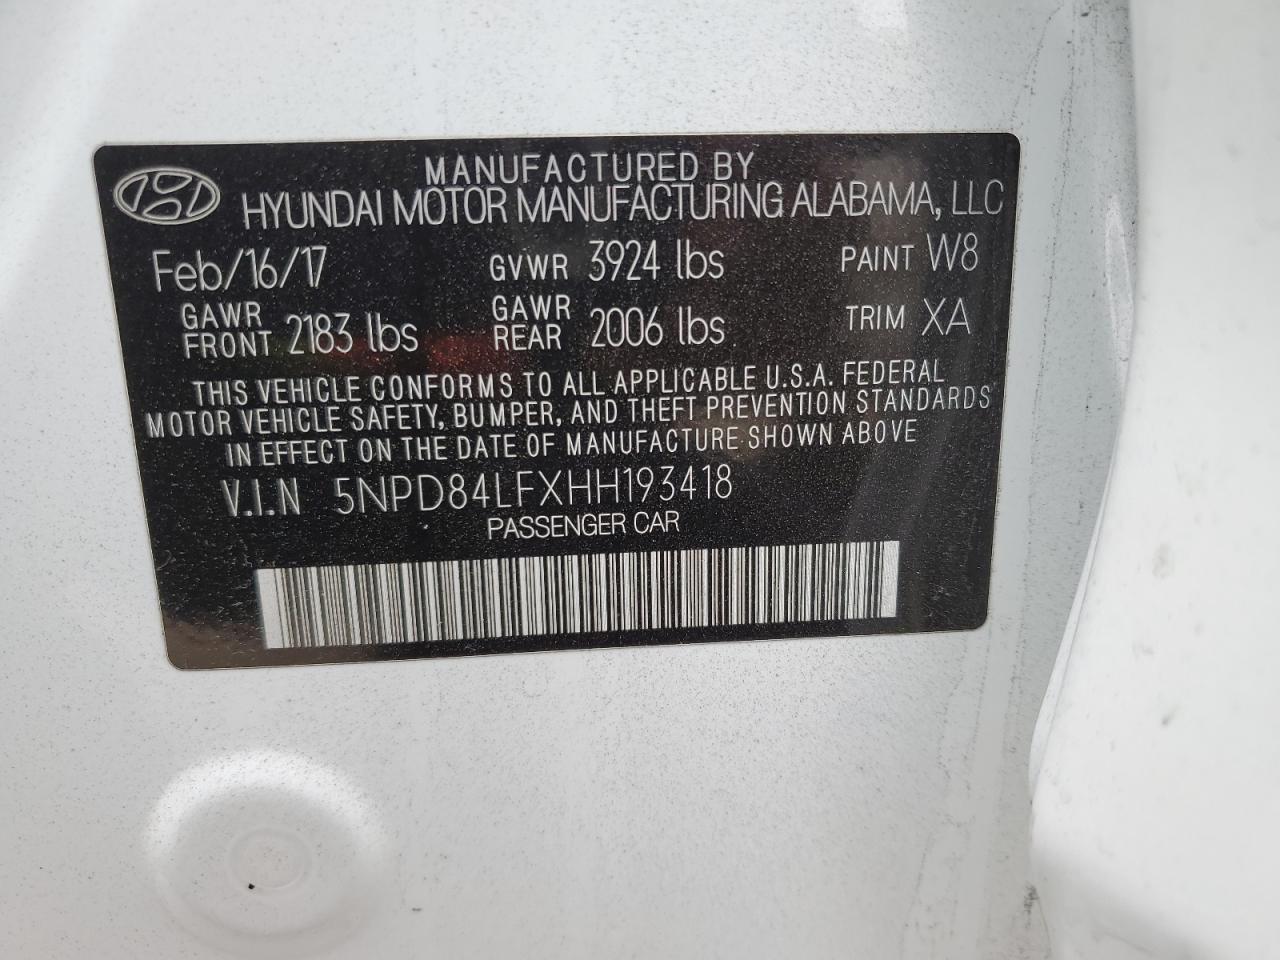 MANUFACTURED BY
HYUNDAI MOTOR MANUFACTURING ALABAMA, LLC
Feb/16/17 GVWR 3924 lbs PAINT W8
GAWR FRONT 2183 lbs GAWR REAR 2006 lbs TRIM XA
THIS VEHICLE CONFORMS TO ALL APPLICABLE U.S.A. FEDERAL
MOTOR VEHICLE SAFETY, BUMPER, AND THEFT PREVENTION STANDARDS
IN EFFECT ON THE DATE OF MANUFACTURE SHOWN ABOVE
V.I.N 5NPD84LFXHH193418
PASSENGER CAR